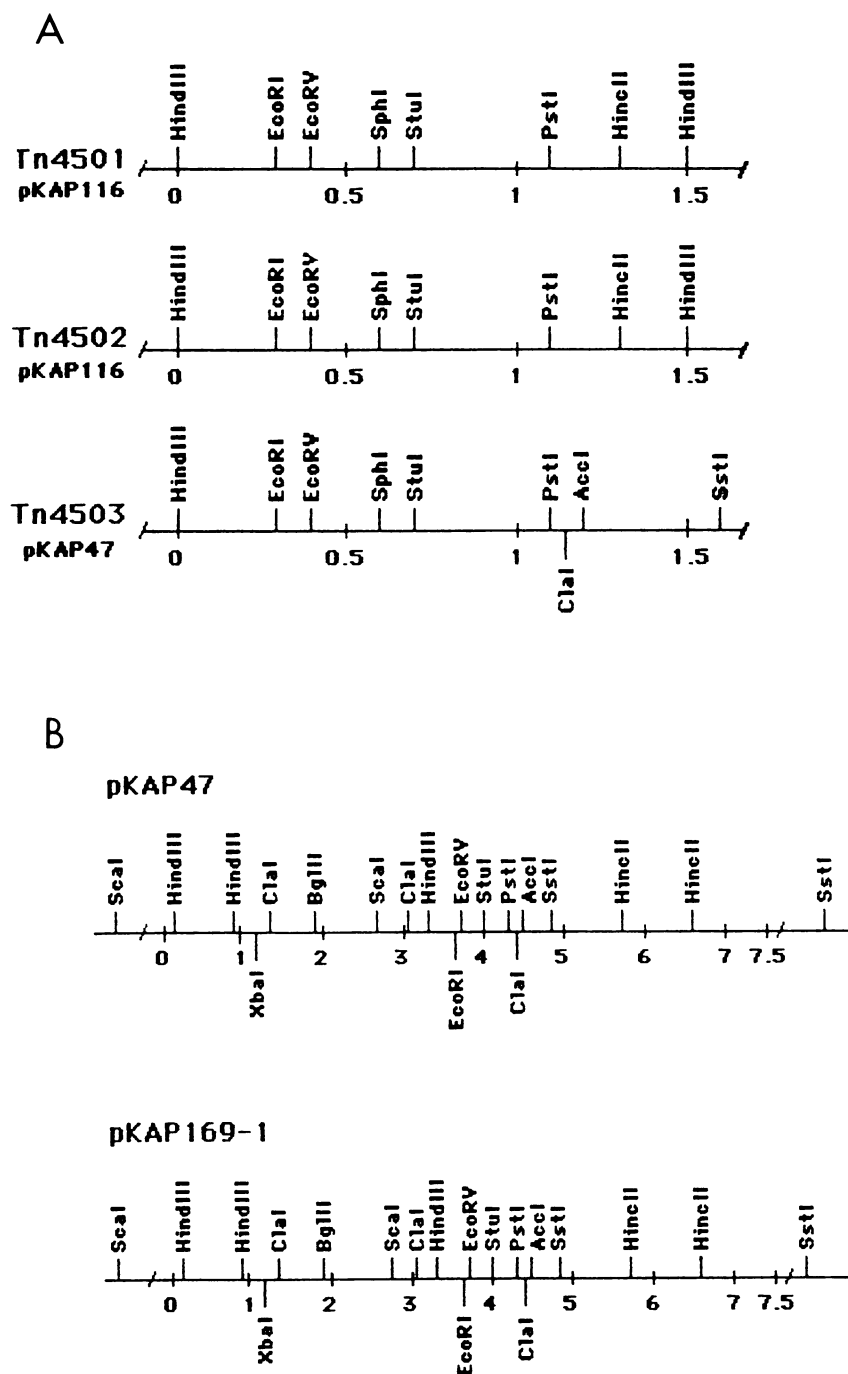 A
HindIII EcoRI EcoRV SphI StuI PstI HincII HindIII
Tn4501
pKAP116
0 0.5 1 1.5
HindIII EcoRI EcoRV SphI StuI PstI HincII HindIII
Tn4502
pKAP116
0 0.5 1 1.5
HindIII EcoRI EcoRV SphI StuI PstI AccI SstI
Tn4503
pKAP47
0 0.5 1 1.5
ClaI
B
pKAP47
ScaI HindIII HindIII ClaI BglII ScaI ClaI HindIII EcoRV StuI PstI AccI SstI HincII HincII SstI
0 1 2 3 4 5 6 7 7.5
XbaI EcoRI ClaI
pKAP169-1
ScaI HindIII HindIII ClaI BglII ScaI ClaI HindIII EcoRV StuI PstI AccI SstI HincII HincII SstI
0 1 2 3 4 5 6 7 7.5
XbaI EcoRI ClaI